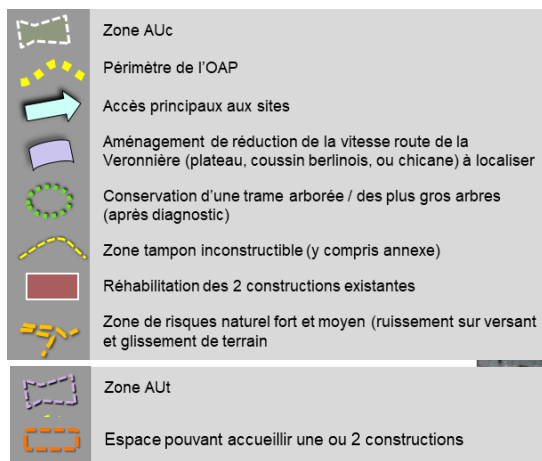 Zone AUc
Périmètre de l'OAP
Accès principaux aux sites
Aménagement de réduction de la vitesse route de la
Veronnière (plateau, coussin berlinois, ou chicane) à localiser
Conservation d'une trame arborée / des plus gros arbres
(après diagnostic)
Zone tampon inconstructible (y compris annexe)
Réhabilitation des 2 constructions existantes
Zone de risques naturel fort et moyen (ruissement sur versant
et glissement de terrain
Zone AUt
Espace pouvant accueillir une ou 2 constructions